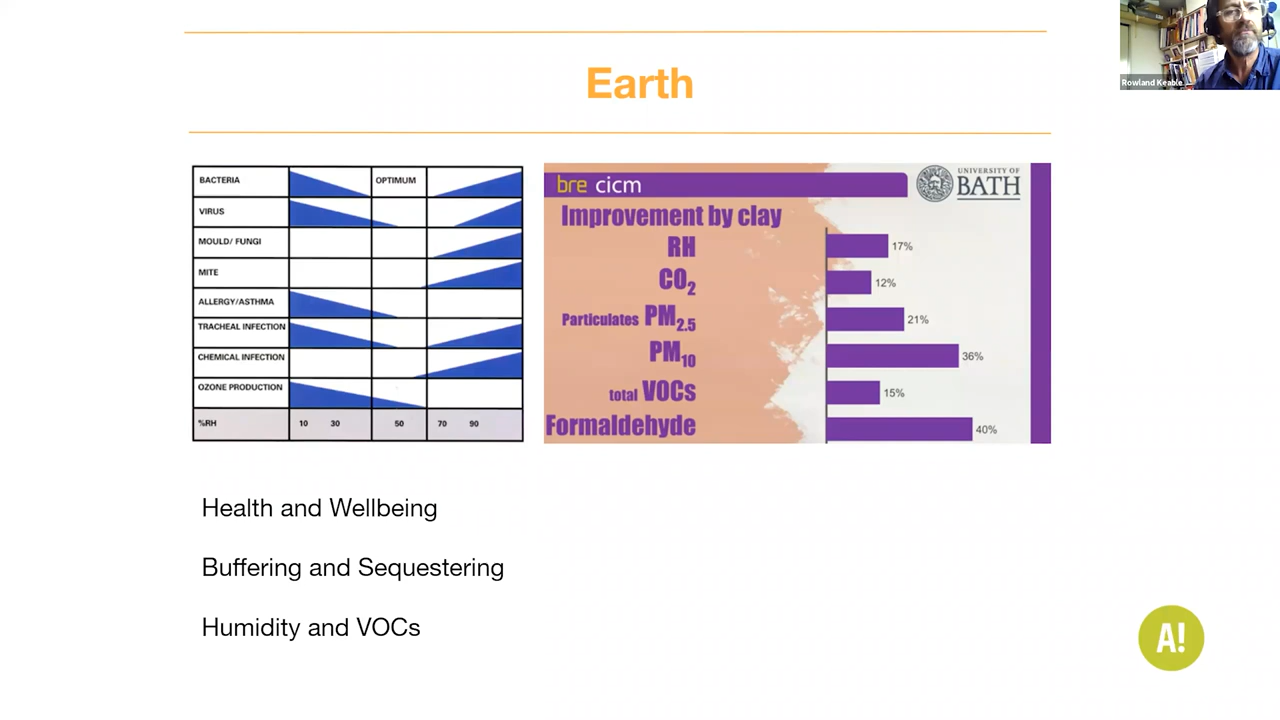 Earth
Rowland Keable
BACTERIA OPTIMUM
VIRUS
MOULD/ FUNGI
MITE
ALLERGY/ASTHMA
TRACHEAL INFECTION
CHEMICAL INFECTION
OZONE PRODUCTION
%RH 10 30 50 70 90
bre cicm
UNIVERSITY OF
BATH
Improvement by clay
RH 17%
CO2 12%
Particulates PM2.5 21%
PM10 36%
total VOCs 15%
Formaldehyde 40%
Health and Wellbeing
Buffering and Sequestering
Humidity and VOCs
A!